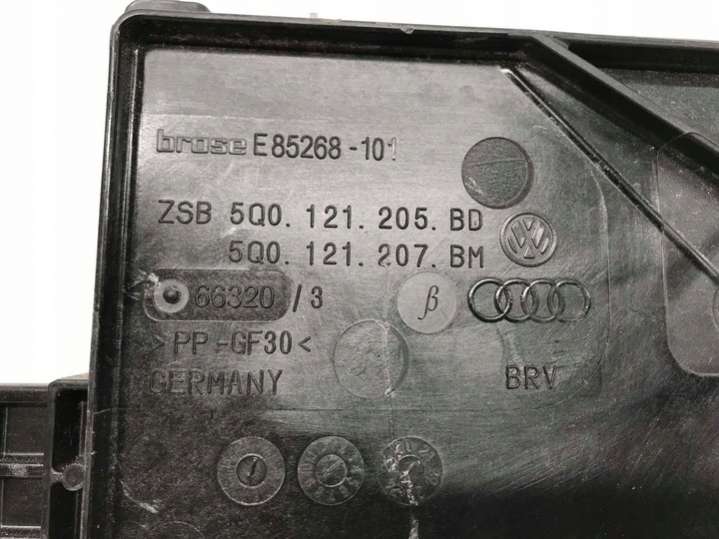 brose E85268-101
ZSB 5Q0.121.205.BD
5Q0.121.207.BM
66320/3 β
>PP-GF30<
GERMANY BRV